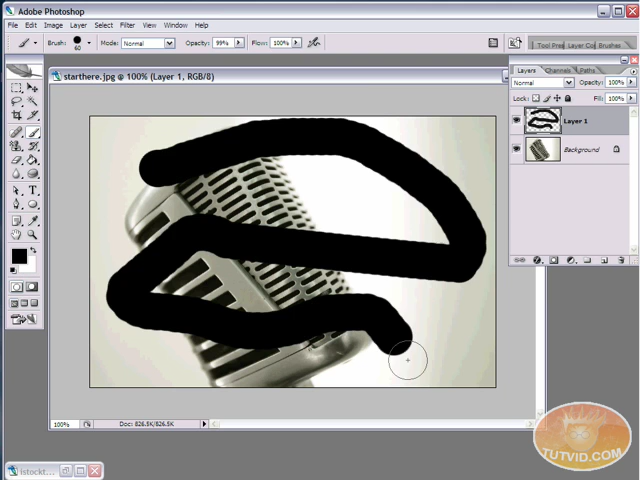 Adobe Photoshop
File Edit Image Layer Select Filter View Window Help
Brush: 60 Mode: Normal Opacity: 99% Flow: 100%
Brushes
starthere.jpg @ 100% (Layer 1, RGB/8)
Layers Channels Paths
Normal Opacity: 100%
Lock: Fill: 100%
Layer 1
Background
T
100% Doc: 826.5K/826.5K
istockt...
TUTVID.COM